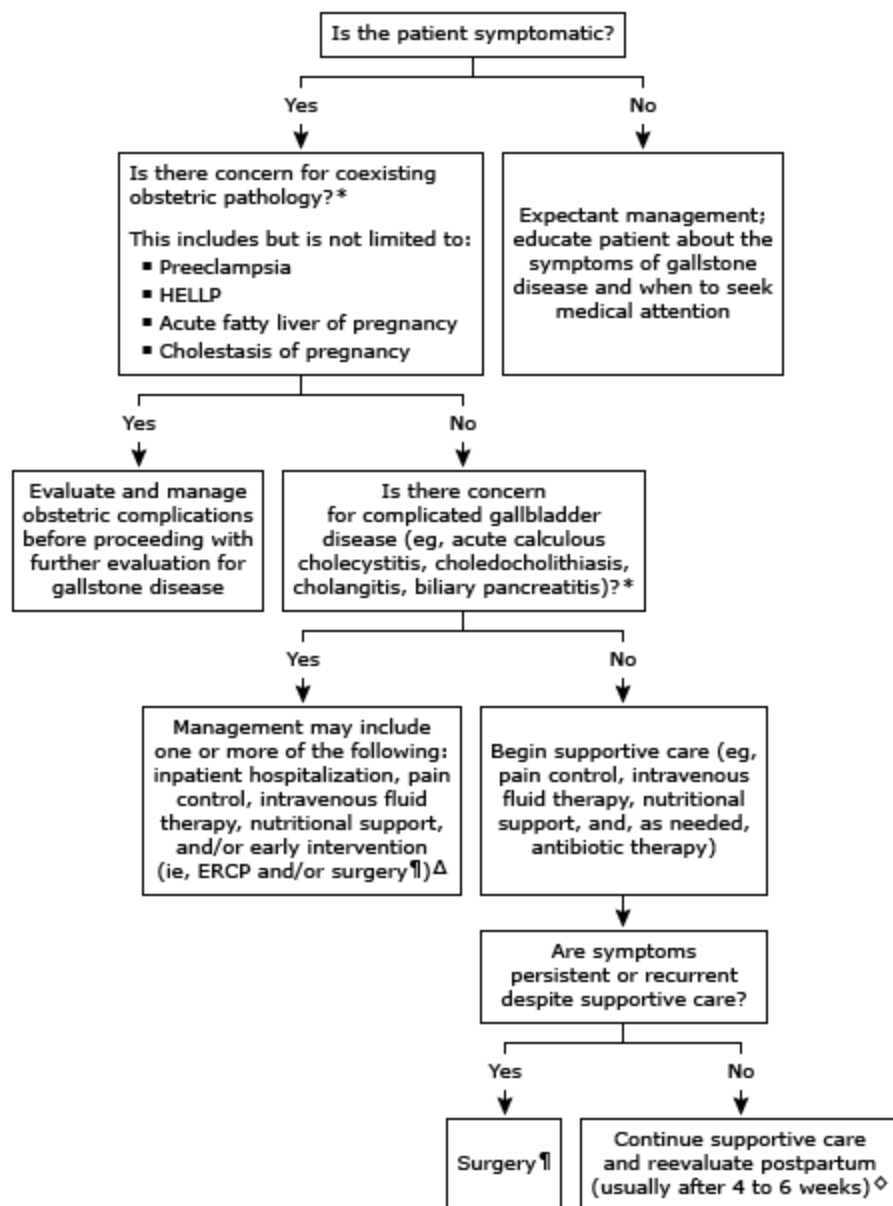 Is the patient symptomatic?
Yes
No
Is there concern for coexisting
obstetric pathology?*
This includes but is not limited to:
▪ Preeclampsia
▪ HELLP
▪ Acute fatty liver of pregnancy
▪ Cholestasis of pregnancy
Expectant management;
educate patient about the
symptoms of gallstone
disease and when to seek
medical attention
Yes
No
Evaluate and manage
obstetric complications
before proceeding with
further evaluation for
gallstone disease
Is there concern
for complicated gallbladder
disease (eg, acute calculous
cholecystitis, choledocholithiasis,
cholangitis, biliary pancreatitis)?*
Yes
No
Management may include
one or more of the following:
inpatient hospitalization, pain
control, intravenous fluid
therapy, nutritional support,
and/or early intervention
(ie, ERCP and/or surgery¶)Δ
Begin supportive care (eg,
pain control, intravenous
fluid therapy, nutritional
support, and, as needed,
antibiotic therapy)
Are symptoms
persistent or recurrent
despite supportive care?
Yes
No
Surgery¶
Continue supportive care
and reevaluate postpartum
(usually after 4 to 6 weeks)◇